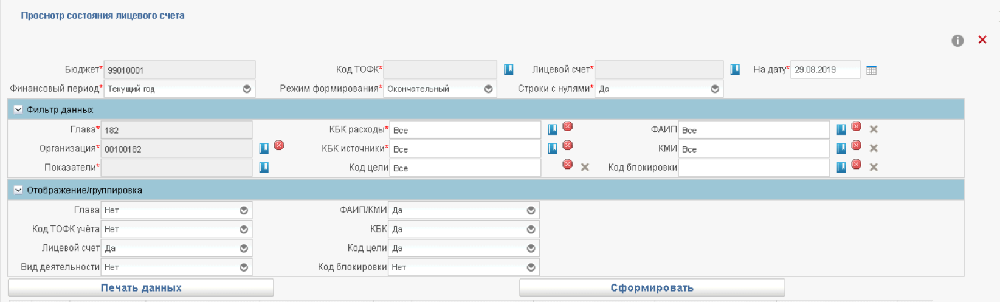 Просмотр состояния лицевого счета
Бюджет* 99010001 Код ТОФК* Лицевой счет* На дату* 29.08.2019
Финансовый период* Текущий год Режим формирования* Окончательный Строки с нулями* Да
Фильтр данных
Глава* 182 КБК расходы* Все ФАИП Все
Организация* 00100182 КБК источники* Все КМИ Все
Показатели* Код цели Все Код блокировки
Отображение/группировка
Глава Нет ФАИП/КМИ Да
Код ТОФК учёта Нет КБК Да
Лицевой счет Да Код цели Да
Вид деятельности Нет Код блокировки Нет
Печать данных Сформировать